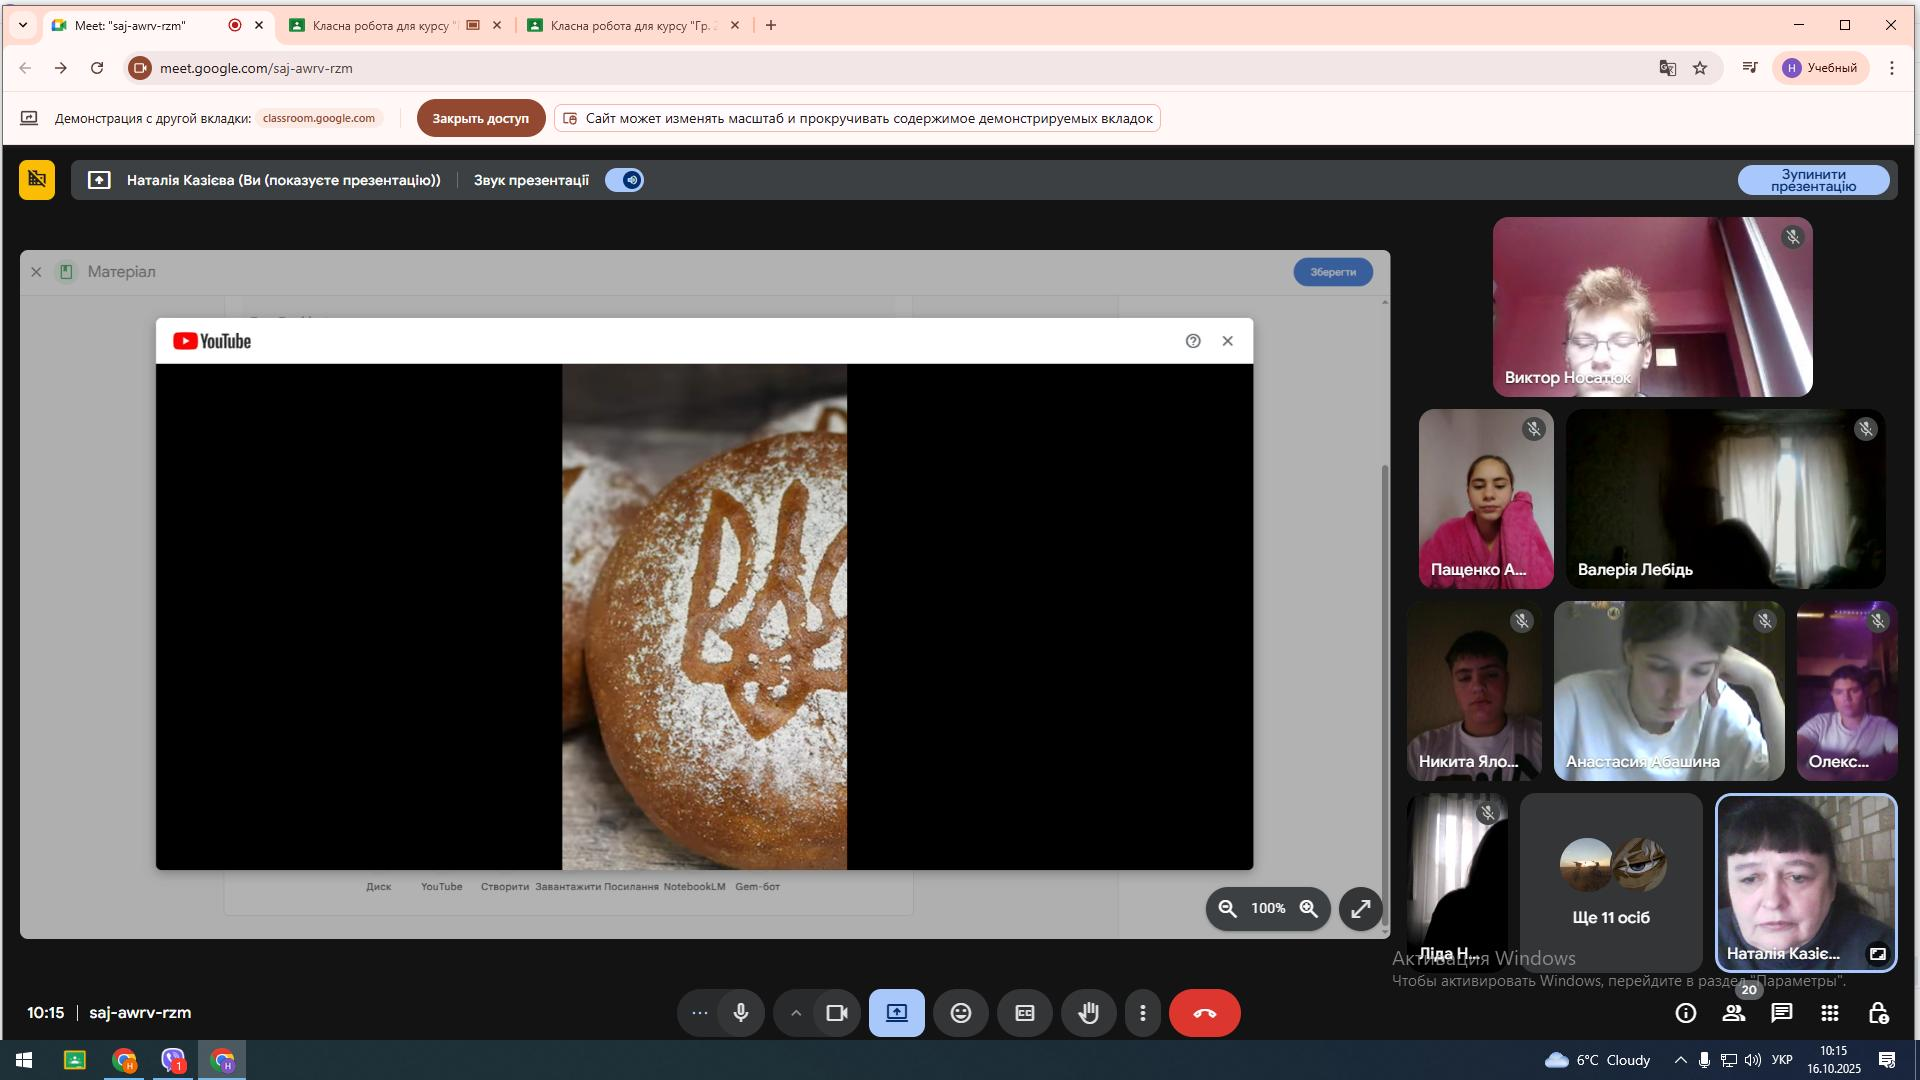 Meet: "saj-awrv-rzm"
Класна робота для курсу "
Класна робота для курсу "Гр. 2
meet.google.com/saj-awrv-rzm
Н
Учебный
Демонстрация с другой вкладки:
classroom.google.com
Закрыть доступ
Сайт может изменять масштаб и прокручивать содержимое демонстрируемых вкладок
Наталія Казієва (Ви (показуєте презентацію))
Звук презентації
Зупинити
презентацію
Матеріал
Зберегти
YouTube
Диск
YouTube
Створити
Завантажити
Посилання
NotebookLM
Gem-бот
100%
Виктор Носатюк
Пащенко А...
Валерія Лебідь
Никита Яло...
Анастасия Абашина
Олекс...
Ліда Н...
Ще 11 осіб
Наталія Казіє...
Активация Windows
Чтобы активировать Windows, перейдите в раздел "Параметры".
10:15
saj-awrv-rzm
CC
20
1
6°C Cloudy
УКР
10:15
16.10.2025